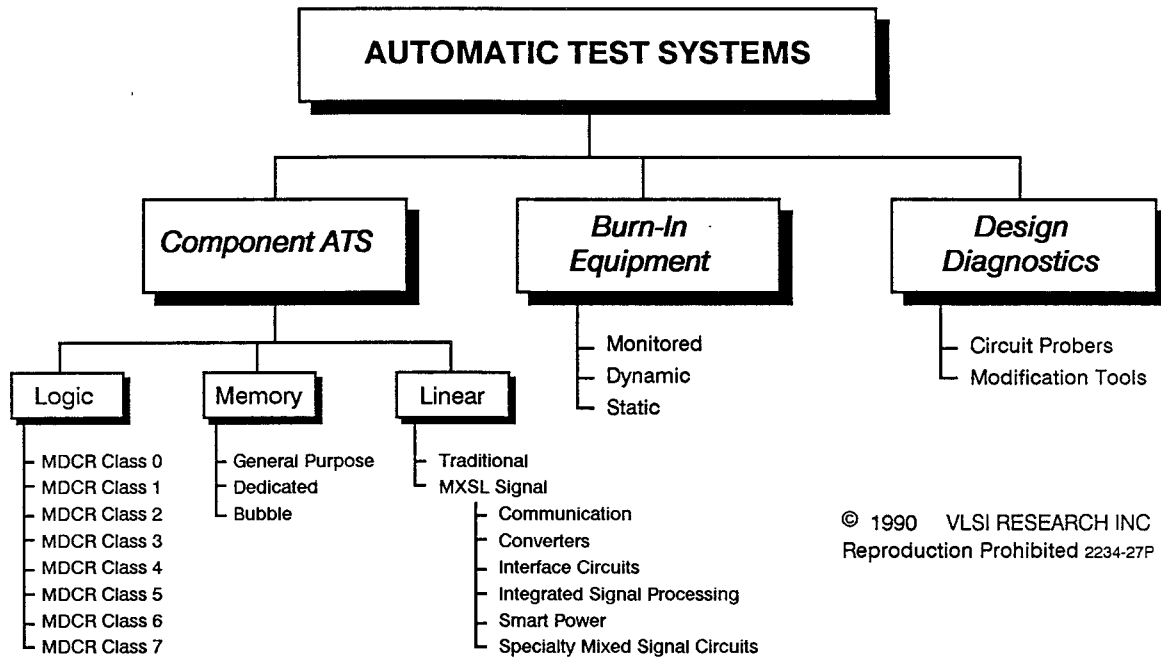 AUTOMATIC TEST SYSTEMS
Component ATS
Burn-In
Equipment
Design
Diagnostics
Monitored
Dynamic
Static
Circuit Probers
Modification Tools
Logic
Memory
Linear
MDCR Class 0
MDCR Class 1
MDCR Class 2
MDCR Class 3
MDCR Class 4
MDCR Class 5
MDCR Class 6
MDCR Class 7
General Purpose
Dedicated
Bubble
Traditional
MXSL Signal
Communication
Converters
Interface Circuits
Integrated Signal Processing
Smart Power
Specialty Mixed Signal Circuits
© 1990 VLSI RESEARCH INC
Reproduction Prohibited 2234-27P